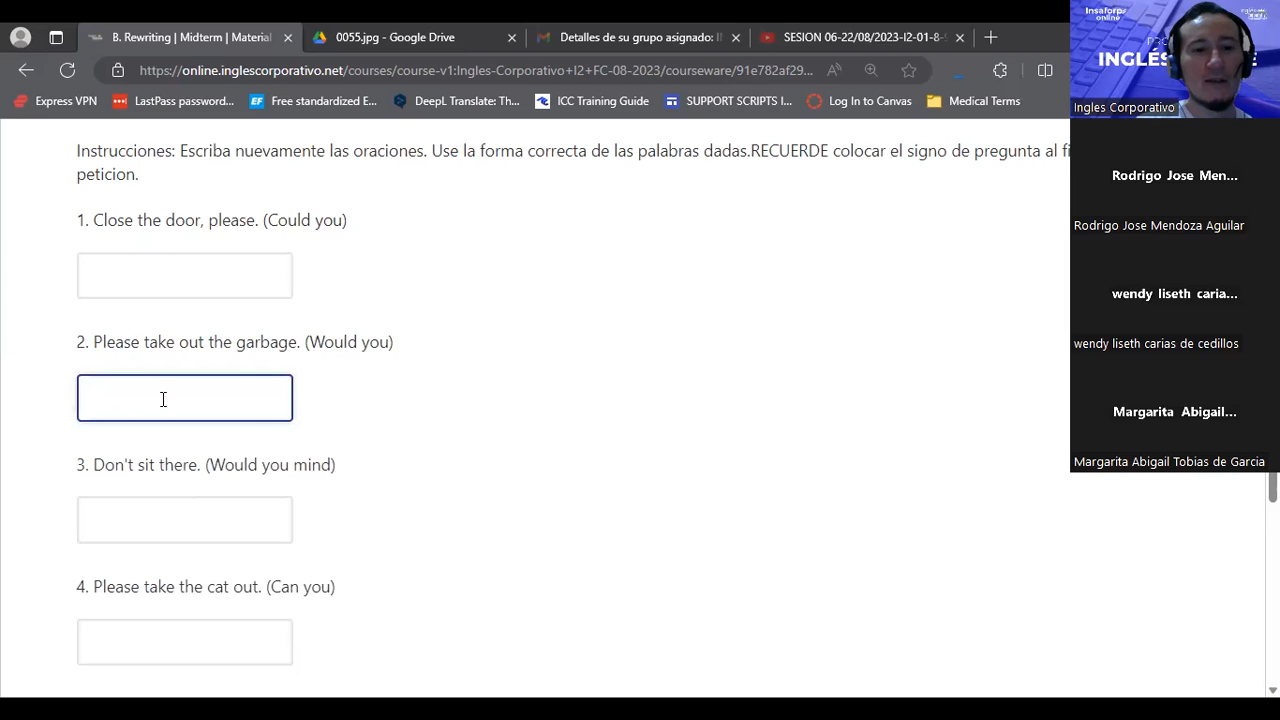 B. Rewriting | Midterm | Material
0055.jpg - Google Drive
Detalles de su grupo asignado: II
SESION 06-22/08/2023-I2-01-8-9
https://online.inglescorporativo.net/courses/course-v1:Ingles-Corporativo+I2+FC-08-2023/courseware/91e782af29...
Express VPN
LastPass password...
EF Free standardized E...
DeepL Translate: Th...
ICC Training Guide
SUPPORT SCRIPTS I...
Log In to Canvas
Medical Terms
Instrucciones: Escriba nuevamente las oraciones. Use la forma correcta de las palabras dadas.RECUERDE colocar el signo de pregunta al fi
peticion.
1. Close the door, please. (Could you)
2. Please take out the garbage. (Would you)
3. Don't sit there. (Would you mind)
4. Please take the cat out. (Can you)
Insaforp
online
INGLÉS
Ingles Corporativo
Rodrigo Jose Men...
Rodrigo Jose Mendoza Aguilar
wendy liseth caria...
wendy liseth carias de cedillos
Margarita Abigail...
Margarita Abigail Tobias de Garcia